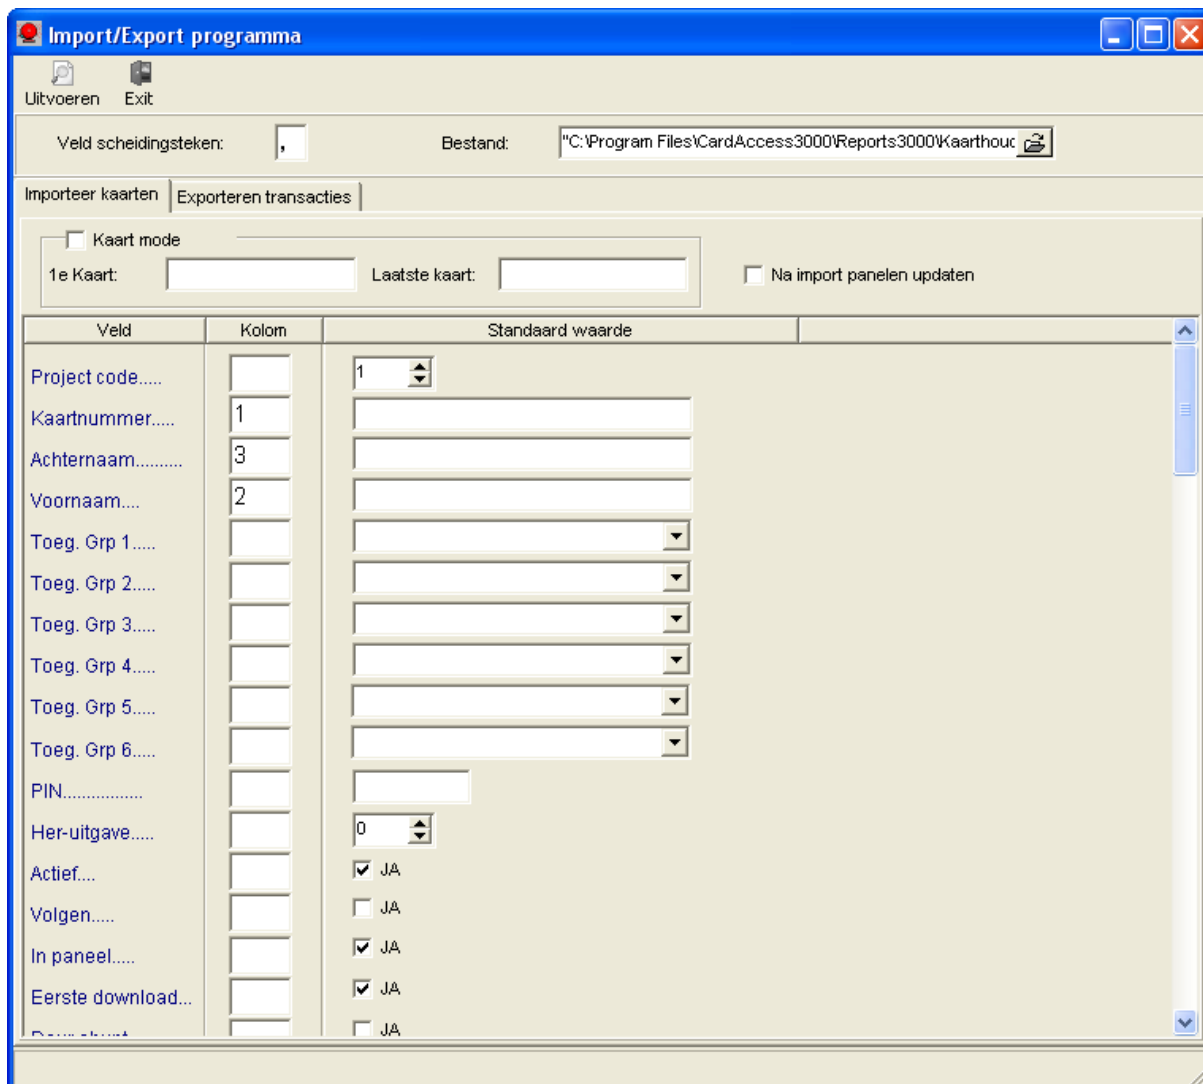 Import/Export programma
Uitvoeren Exit
Veld scheidingsteken: , Bestand: "C:\Program Files\CardAccess3000\Reports3000\Kaarthouc
Importeer kaarten Exporteren transacties
Kaart mode
1e Kaart: Laatste kaart: Na import panelen updaten
Veld Kolom Standaard waarde
Project code..... 1
Kaartnummer..... 1
Achternaam.......... 3
Voornaam.... 2
Toeg. Grp 1.....
Toeg. Grp 2.....
Toeg. Grp 3.....
Toeg. Grp 4.....
Toeg. Grp 5.....
Toeg. Grp 6.....
PIN.................
Her-uitgave..... 0
Actief.... JA
Volgen..... JA
In paneel..... JA
Eerste download... JA
JA